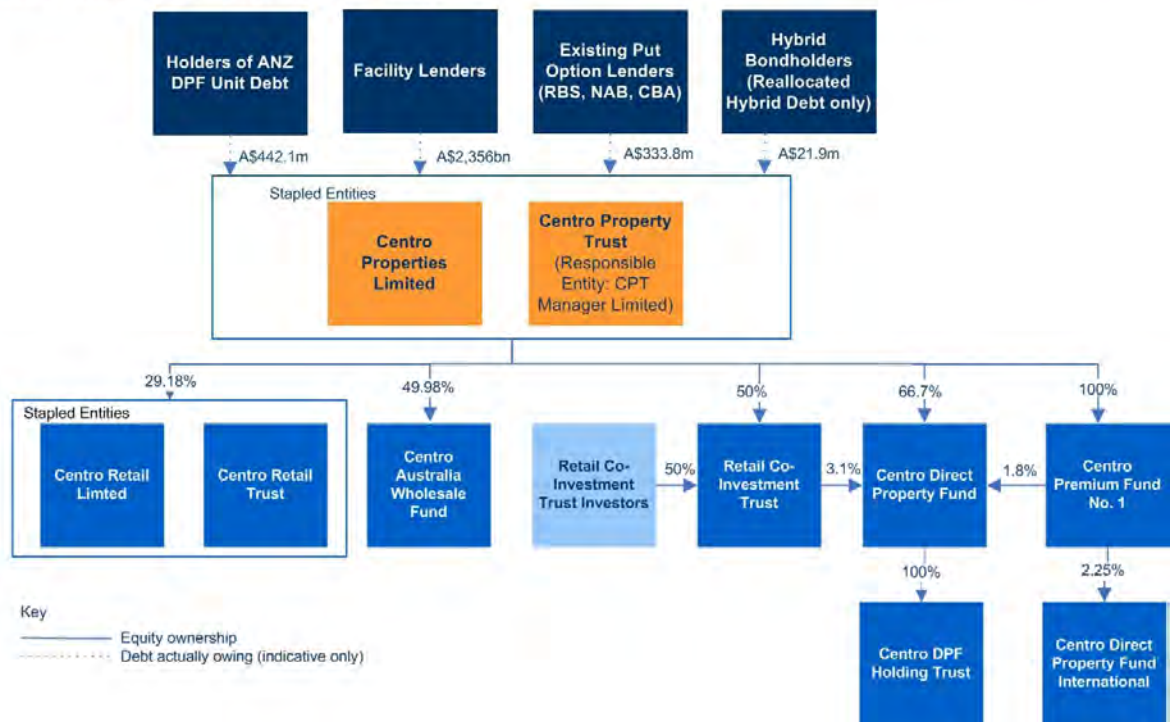 Holders of ANZ
DPF Unit Debt
Facility Lenders
Existing Put
Option Lenders
(RBS, NAB, CBA)
Hybrid
Bondholders
(Reallocated
Hybrid Debt only)
A$442.1m
A$2,356bn
A$333.8m
A$21.9m
Stapled Entities
Centro
Properties
Limited
Centro Property
Trust
(Responsible
Entity: CPT
Manager Limited)
29.18%
49.98%
50%
66.7%
100%
Stapled Entities
Centro Retail
Limted
Centro Retail
Trust
Centro
Australia
Wholesale
Fund
Retail Co-
Investment
Trust Investors
50%
Retail Co-
Investment
Trust
3.1%
Centro Direct
Property Fund
1.8%
Centro
Premium Fund
No. 1
100%
2.25%
Centro DPF
Holding Trust
Centro Direct
Property Fund
International
Key
Equity ownership
Debt actually owing (indicative only)